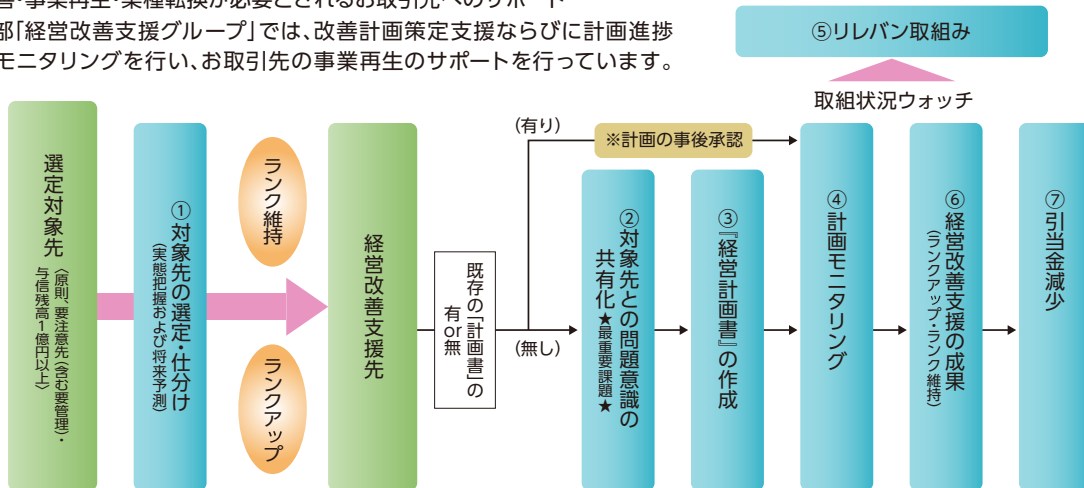 善・事業再生・業種転換が必要とされるお取引先へのサポート
部「経営改善支援グループ」では、改善計画策定支援ならびに計画進捗
モニタリングを行い、お取引先の事業再生のサポートを行っています。
⑤リレバン取組み
取組状況ウォッチ
選定対象先
〈原則、要注意先（含む要管理）・
与信残高1億円以上〉
①対象先の選定・仕分け
（実態把握および将来予測）
ランク維持
ランクアップ
経営改善支援先
既存の「計画書」の
有or無
（有り）
※計画の事後承認
（無し）
②対象先との問題意識の
共有化★最重要課題★
③『経営計画書』の作成
④計画モニタリング
⑥経営改善支援の成果
（ランクアップ・ランク維持）
⑦引当金減少